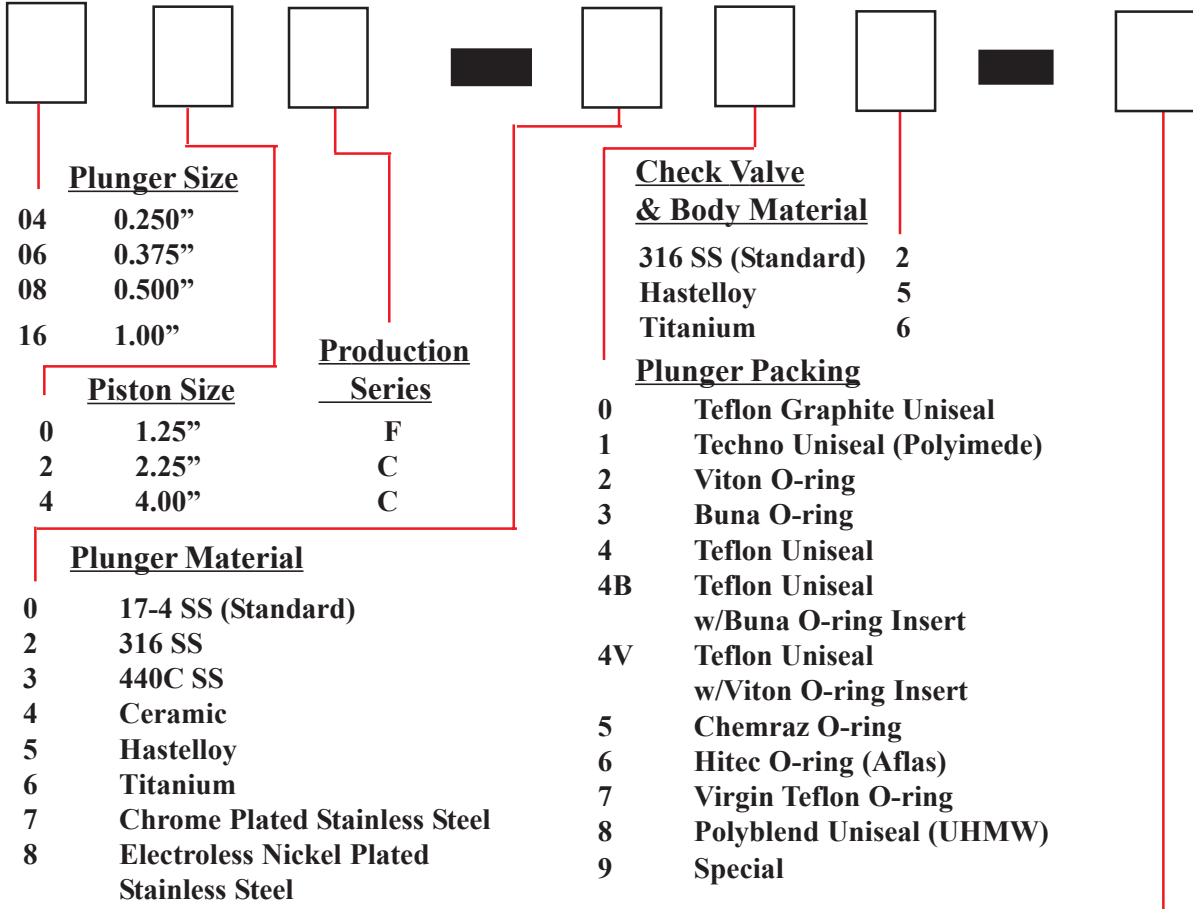 Plunger Size
04 0.250”
06 0.375”
08 0.500”
16 1.00”
Piston Size
0 1.25”
2 2.25”
4 4.00”
Production
Series
F
C
C
Plunger Material
0 17-4 SS (Standard)
2 316 SS
3 440C SS
4 Ceramic
5 Hastelloy
6 Titanium
7 Chrome Plated Stainless Steel
8 Electroless Nickel Plated
Stainless Steel
Check Valve
& Body Material
316 SS (Standard) 2
Hastelloy 5
Titanium 6
Plunger Packing
0 Teflon Graphite Uniseal
1 Techno Uniseal (Polyimede)
2 Viton O-ring
3 Buna O-ring
4 Teflon Uniseal
4B Teflon Uniseal
w/Buna O-ring Insert
4V Teflon Uniseal
w/Viton O-ring Insert
5 Chemraz O-ring
6 Hitec O-ring (Aflas)
7 Virgin Teflon O-ring
8 Polyblend Uniseal (UHMW)
9 Special